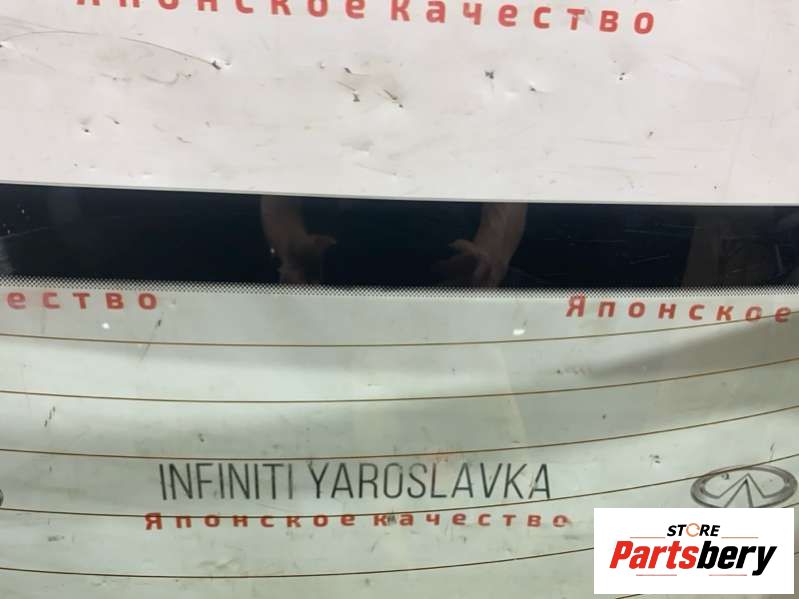 Японское качество
ество
Японское
INFINITI YAROSLAVKA
Японское качество
STORE
Partsbery